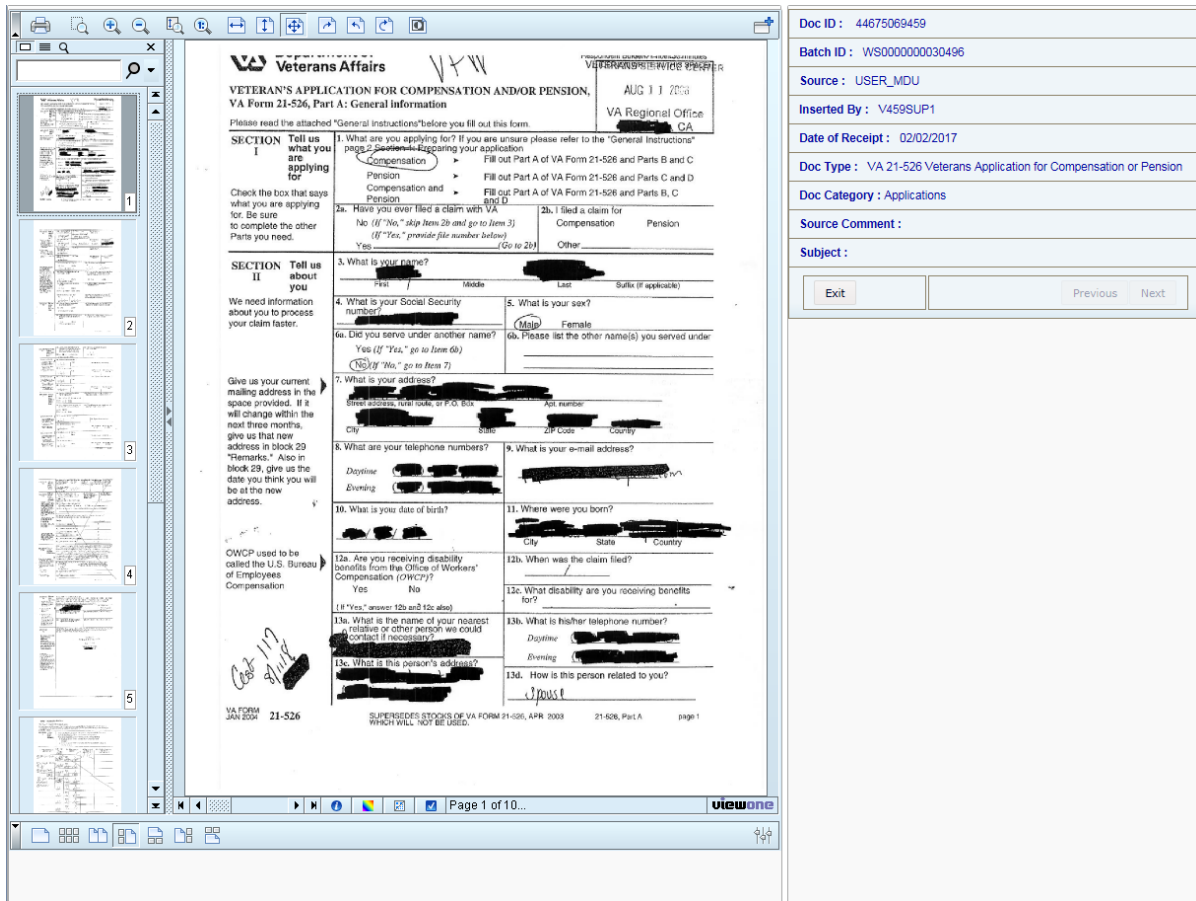 Veterans Affairs
VFW
VETERANS SERVICE CENTER
AUG 11 2006
VA Regional Office
, CA
VETERAN'S APPLICATION FOR COMPENSATION AND/OR PENSION,
VA Form 21-526, Part A: General information
Please read the attached "General instructions"before you fill out this form.
SECTION I
Tell us what you are applying for
Check the box that says
what you are applying
for. Be sure
to complete the other
Parts you need.
1. What are you applying for? If you are unsure please refer to the "General Instructions"
page 2 Section 1: Preparing your application
Compensation ➤ Fill out Part A of VA Form 21-526 and Parts B and C
Pension ➤ Fill out Part A of VA Form 21-526 and Parts C and D
Compensation and Pension ➤ Fill out Part A of VA Form 21-526 and Parts B, C and D
2a. Have you ever filed a claim with VA
No (If "No," skip Item 2b and go to Item 3)
(If "Yes," provide file number below)
Yes (Go to 2b)
2b. I filed a claim for
Compensation Pension
Other
SECTION II
Tell us about you
We need information
about you to process
your claim faster.
3. What is your name?
First Middle Last Suffix (If applicable)
4. What is your Social Security
number?
5. What is your sex?
Male Female
6a. Did you serve under another name?
Yes (If "Yes," go to Item 6b)
No (If "No," go to Item 7)
6b. Please list the other name(s) you served under
Give us your current
mailing address in the
space provided. If it
will change within the
next three months,
give us that new
address in block 29
"Remarks." Also in
block 29, give us the
date you think you will
be at the new
address.
7. What is your address?
Street address, rural route, or P.O. Box Apt. number
City State ZIP Code Country
8. What are your telephone numbers?
Daytime
Evening
9. What is your e-mail address?
10. What is your date of birth?
11. Where were you born?
City State Country
OWCP used to be
called the U.S. Bureau
of Employees
Compensation
12a. Are you receiving disability
benefits from the Office of Workers'
Compensation (OWCP)?
Yes No
(If "Yes," answer 12b and 12c also)
12b. When was the claim filed?
12c. What disability are you receiving benefits
for?
13a. What is the name of your nearest
relative or other person we could
contact if necessary?
13b. What is his/her telephone number?
Daytime
Evening
13c. What is this person's address?
13d. How is this person related to you?
Spouse
VA FORM
JAN 2004 21-526
SUPERSEDES STOCKS OF VA FORM 21-526, APR 2003
WHICH WILL NOT BE USED.
21-526, Part A page 1
1
2
3
4
5
Page 1 of 10...
viewone
Doc ID : 44675069459
Batch ID : WS0000000030496
Source : USER_MDU
Inserted By : V459SUP1
Date of Receipt : 02/02/2017
Doc Type : VA 21-526 Veterans Application for Compensation or Pension
Doc Category : Applications
Source Comment :
Subject :
Exit
Previous Next